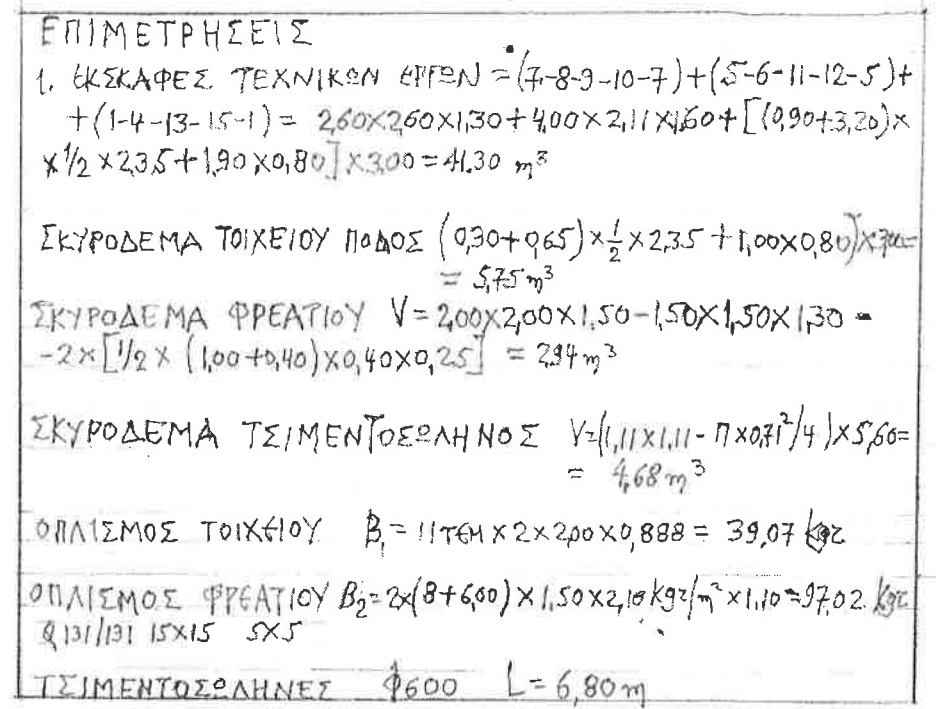 ΕΠΙΜΕΤΡΗΣΕΙΣ
1. ΕΚΣΚΑΦΕΣ ΤΕΧΝΙΚΩΝ ΕΡΓΩΝ = (7-8-9-10-7)+(5-6-11-12-5)+
+(1-4-13-15-1) = 2,60×2,60×1,30+4,00×2,11×1,60+[(0,90+3,20)×
×1/2×2,35+1,90×0,80]×3,00=41.30 m³
ΣΚΥΡΟΔΕΜΑ ΤΟΙΧΕΙΟΥ ΠΟΔΟΣ (0,30+0,65)×1/2×2,35+1,00×0,80]×3,00=
= 5,75 m³
ΣΚΥΡΟΔΕΜΑ ΦΡΕΑΤΙΟΥ V=2,00×2,00×1,50-1,50×1,50×1,30-
-2×[1/2×(1,00+0,40)×0,40×0,25] = 2,94 m³
ΣΚΥΡΟΔΕΜΑ ΤΣΙΜΕΝΤΟΣΩΛΗΝΟΣ V=(1,11×1,11-Π×0,71²/4)×5,60=
= 4,68 m³
ΟΠΛΙΣΜΟΣ ΤΟΙΧΕΙΟΥ B₁=11ΤΕΜ×2×2,00×0,888= 39,07 kgr
ΟΠΛΙΣΜΟΣ ΦΡΕΑΤΙΟΥ B₂=2×(8+6,00)×1,50×2,10 kgr/m²×1,10=97,02 kgr
Q 131/131 15×15 5×5
ΤΣΙΜΕΝΤΟΣΩΛΗΝΕΣ Φ600 L=6,80m